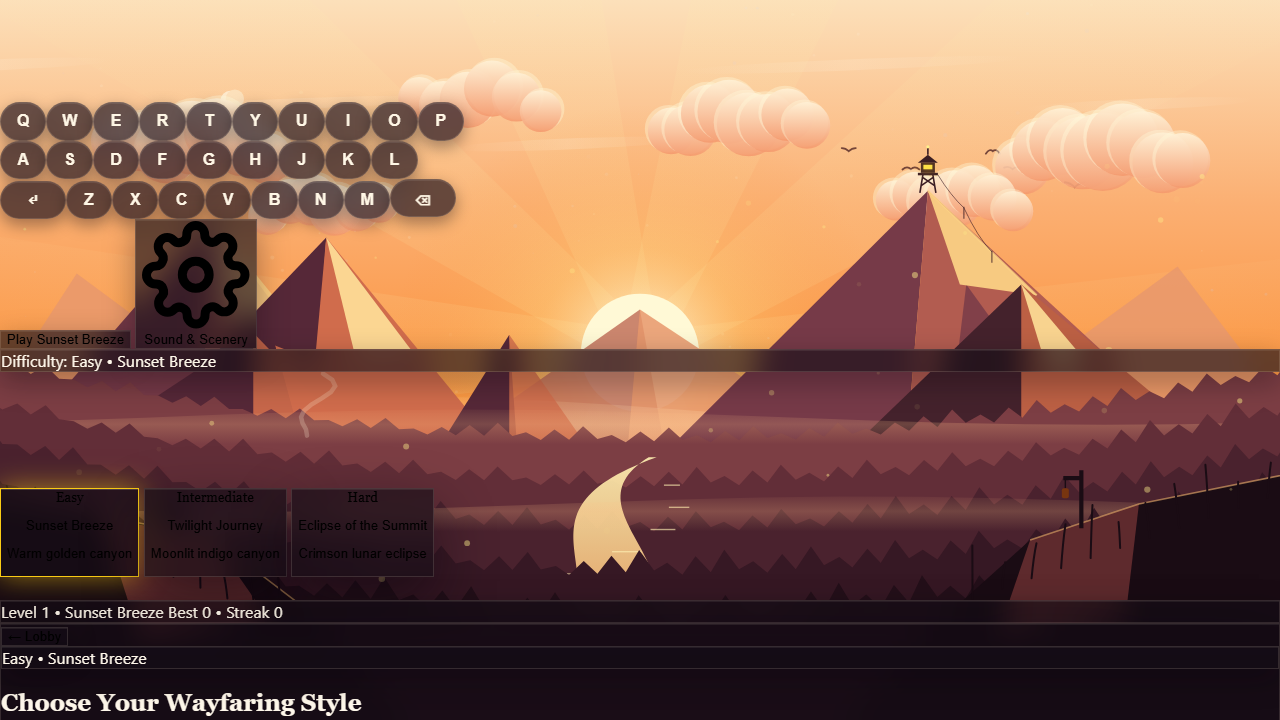 Q W E R T Y U I O P
A S D F G H J K L
↵ Z X C V B N M ⌫
Play Sunset Breeze
Sound & Scenery
Difficulty: Easy • Sunset Breeze
Easy
Sunset Breeze
Warm golden canyon
Intermediate
Twilight Journey
Moonlit indigo canyon
Hard
Eclipse of the Summit
Crimson lunar eclipse
Level 1 • Sunset Breeze Best 0 • Streak 0
← Lobby
Easy • Sunset Breeze
Choose Your Wayfaring Style